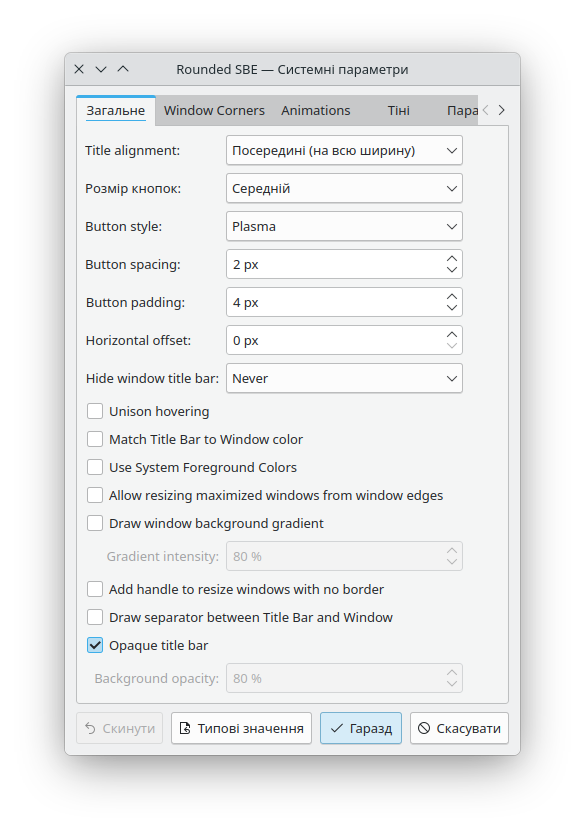 Rounded SBE — Системні параметри
Загальне Window Corners Animations Тіні Пара
Title alignment: Посередині (на всю ширину)
Розмір кнопок: Середній
Button style: Plasma
Button spacing: 2 px
Button padding: 4 px
Horizontal offset: 0 px
Hide window title bar: Never
Unison hovering
Match Title Bar to Window color
Use System Foreground Colors
Allow resizing maximized windows from window edges
Draw window background gradient
Gradient intensity: 80 %
Add handle to resize windows with no border
Draw separator between Title Bar and Window
Opaque title bar
Background opacity: 80 %
Скинути Типові значення Гаразд Скасувати